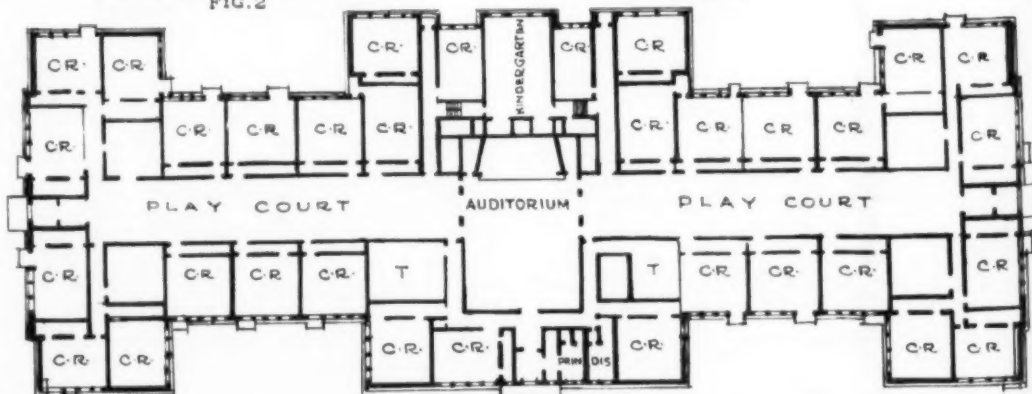 FIG.2
C.R. C.R. C.R. C.R. KINDERGARTEN C.R. C.R. C.R. C.R.
C.R. C.R. C.R. C.R. C.R. C.R. C.R. C.R. C.R. C.R.
PLAY COURT AUDITORIUM PLAY COURT
C.R. C.R. C.R. C.R. T T C.R. C.R. C.R. C.R.
C.R. C.R. C.R. C.R. PRIN DIS C.R. C.R. C.R.